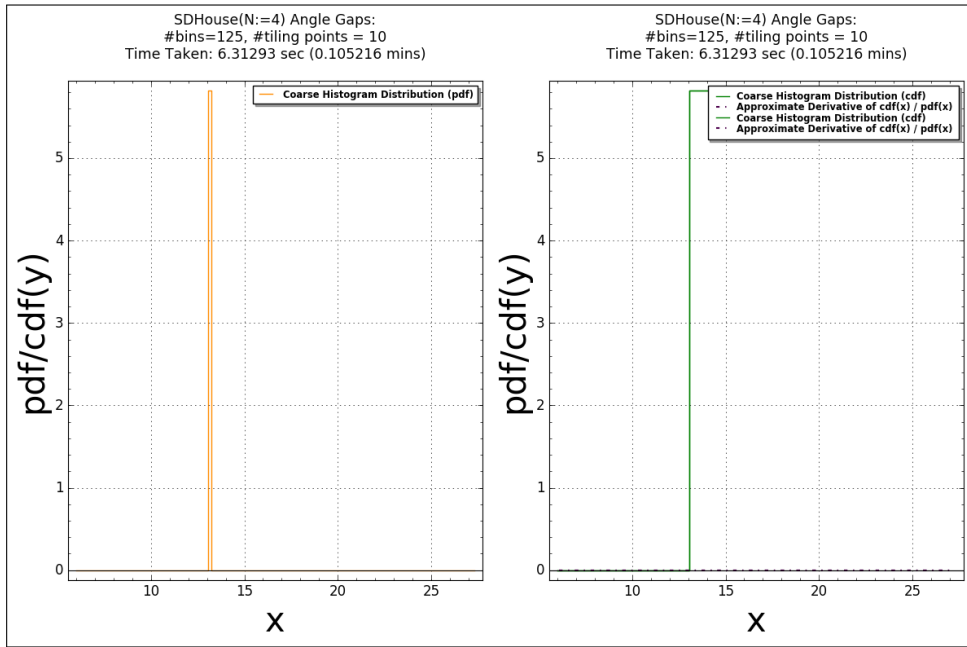 SDHouse(N:=4) Angle Gaps:
#bins=125, #tiling points = 10
Time Taken: 6.31293 sec (0.105216 mins)
Coarse Histogram Distribution (pdf)
pdf/cdf(y)
5
4
3
2
1
0
10
15
20
25
x
SDHouse(N:=4) Angle Gaps:
#bins=125, #tiling points = 10
Time Taken: 6.31293 sec (0.105216 mins)
Coarse Histogram Distribution (cdf)
Approximate Derivative of cdf(x) / pdf(x)
Coarse Histogram Distribution (cdf)
Approximate Derivative of cdf(x) / pdf(x)
pdf/cdf(y)
5
4
3
2
1
0
10
15
20
25
x